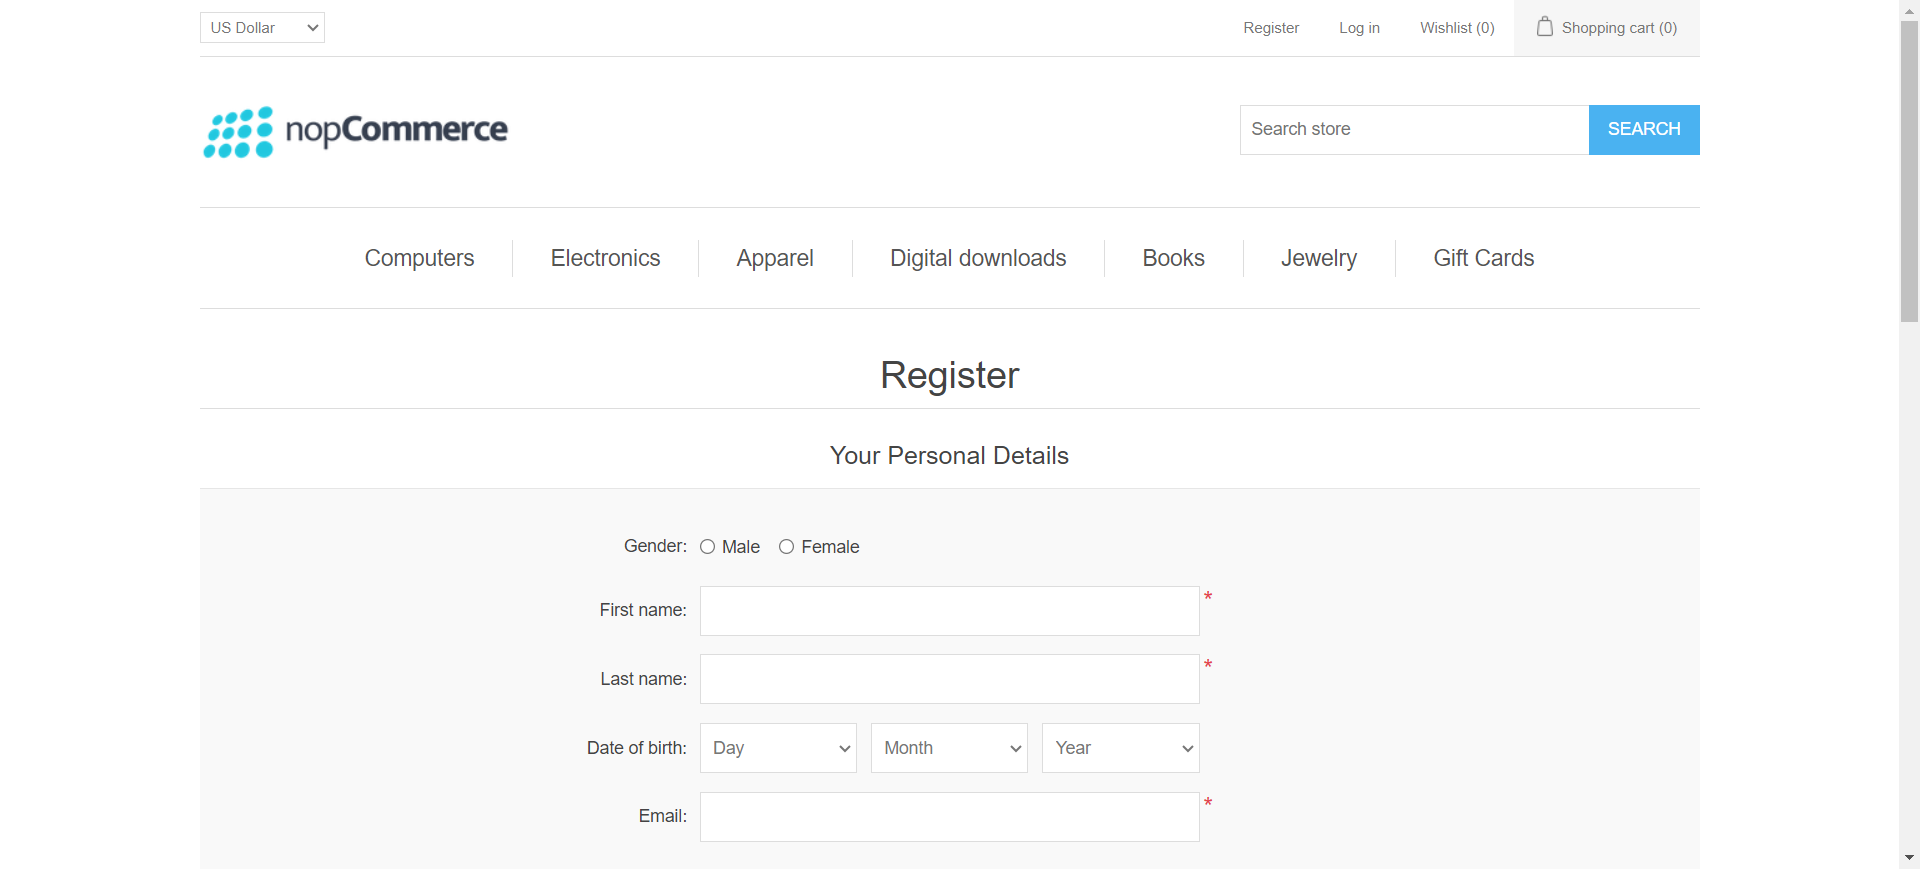 US Dollar Register Log in Wishlist (0) Shopping cart (0)
nopCommerce Search store SEARCH
Computers Electronics Apparel Digital downloads Books Jewelry Gift Cards
Register
Your Personal Details
Gender: Male Female
First name: *
Last name: *
Date of birth: Day Month Year
Email: *